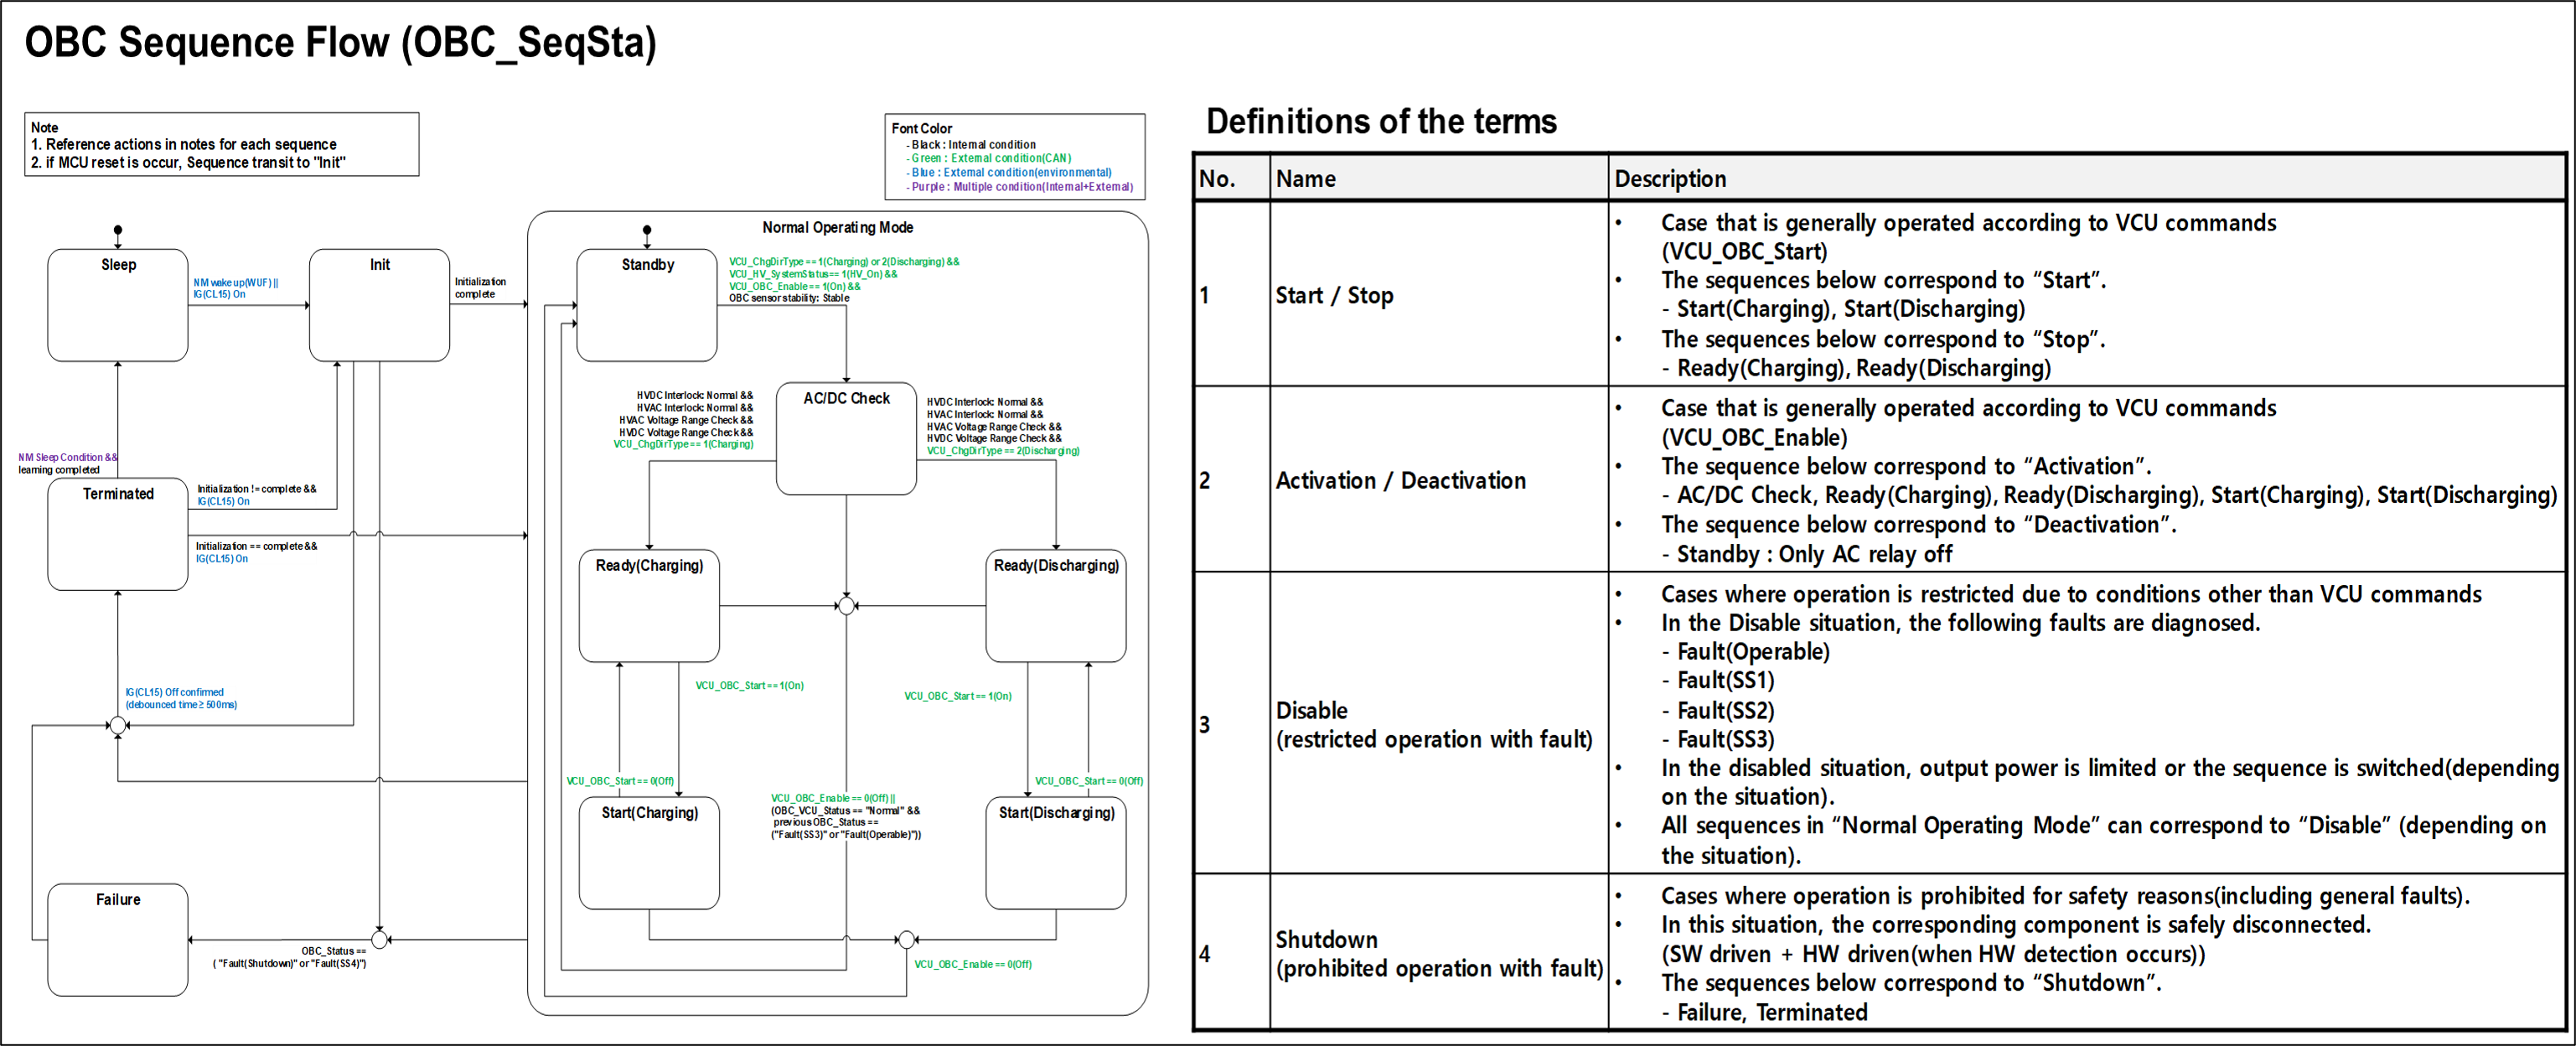 OBC Sequence Flow (OBC_SeqSta)
Note
1. Reference actions in notes for each sequence
2. if MCU reset is occur, Sequence transit to "Init"
Font Color
- Black : Internal condition
- Green : External condition(CAN)
- Blue : External condition(environmental)
- Purple : Multiple condition(Internal+External)
Normal Operating Mode
Sleep
NM wake up(WUF) ||
IG(CL15) On
Init
Initialization
complete
Standby
VCU_ChgDirType == 1(Charging) or 2(Discharging) &&
VCU_HV_SystemStatus== 1(HV_On) &&
VCU_OBC_Enable == 1(On) &&
OBC sensor stability: Stable
AC/DC Check
HVDC Interlock: Normal &&
HVAC Interlock: Normal &&
HVAC Voltage Range Check &&
HVDC Voltage Range Check &&
VCU_ChgDirType == 1(Charging)
HVDC Interlock: Normal &&
HVAC Interlock: Normal &&
HVAC Voltage Range Check &&
HVDC Voltage Range Check &&
VCU_ChgDirType == 2(Discharging)
NM Sleep Condition &&
learning completed
Terminated
Initialization != complete &&
IG(CL15) On
Initialization == complete &&
IG(CL15) On
Ready(Charging)
Ready(Discharging)
IG(CL15) Off confirmed
(debounced time ≥ 500ms)
VCU_OBC_Start == 1(On)
VCU_OBC_Start == 1(On)
VCU_OBC_Start == 0(Off)
VCU_OBC_Start == 0(Off)
Start(Charging)
VCU_OBC_Enable == 0(Off) ||
(OBC_VCU_Status == "Normal" &&
previous OBC_Status ==
("Fault(SS3)" or "Fault(Operable)"))
Start(Discharging)
Failure
OBC_Status ==
( "Fault(Shutdown)" or "Fault(SS4)")
VCU_OBC_Enable == 0(Off)
Definitions of the terms
No.
Name
Description
1
Start / Stop
• Case that is generally operated according to VCU commands
(VCU_OBC_Start)
• The sequences below correspond to “Start”.
- Start(Charging), Start(Discharging)
• The sequences below correspond to “Stop”.
- Ready(Charging), Ready(Discharging)
2
Activation / Deactivation
• Case that is generally operated according to VCU commands
(VCU_OBC_Enable)
• The sequence below correspond to “Activation”.
- AC/DC Check, Ready(Charging), Ready(Discharging), Start(Charging), Start(Discharging)
• The sequence below correspond to “Deactivation”.
- Standby : Only AC relay off
3
Disable
(restricted operation with fault)
• Cases where operation is restricted due to conditions other than VCU commands
• In the Disable situation, the following faults are diagnosed.
- Fault(Operable)
- Fault(SS1)
- Fault(SS2)
- Fault(SS3)
• In the disabled situation, output power is limited or the sequence is switched(depending
on the situation).
• All sequences in “Normal Operating Mode” can correspond to “Disable” (depending on
the situation).
4
Shutdown
(prohibited operation with fault)
• Cases where operation is prohibited for safety reasons(including general faults).
• In this situation, the corresponding component is safely disconnected.
(SW driven + HW driven(when HW detection occurs))
• The sequences below correspond to “Shutdown”.
- Failure, Terminated